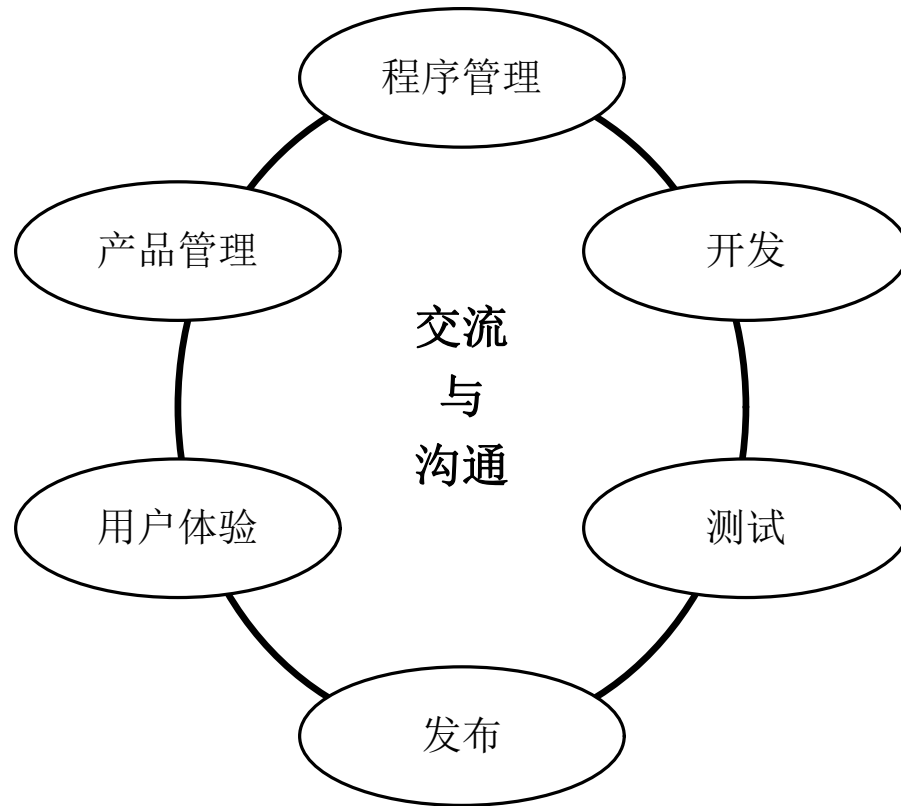 程序管理
产品管理
开发
交流
与
沟通
用户体验
测试
发布